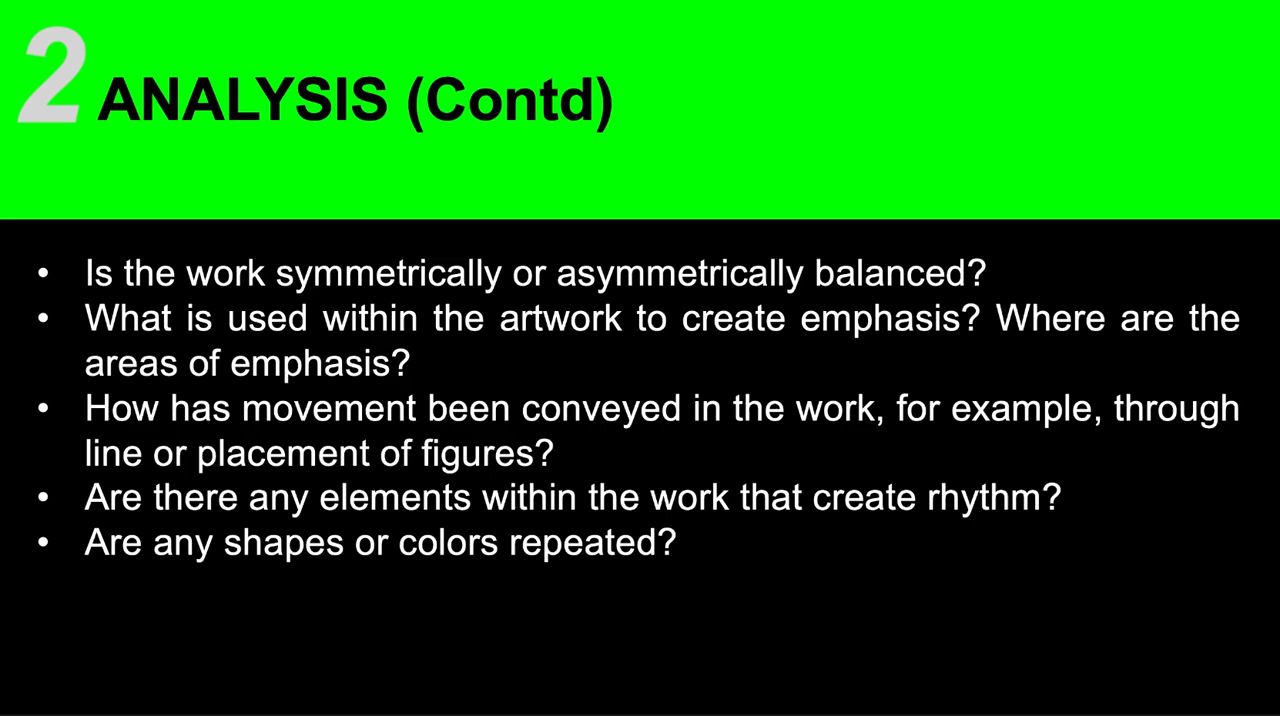 2 ANALYSIS (Contd)
• Is the work symmetrically or asymmetrically balanced?
• What is used within the artwork to create emphasis? Where are the
areas of emphasis?
• How has movement been conveyed in the work, for example, through
line or placement of figures?
• Are there any elements within the work that create rhythm?
• Are any shapes or colors repeated?